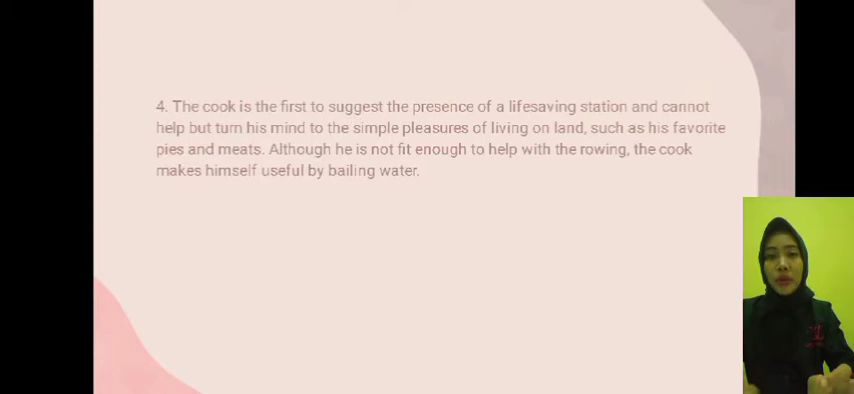 4. The cook is the first to suggest the presence of a lifesaving station and cannot
help but turn his mind to the simple pleasures of living on land, such as his favorite
pies and meats. Although he is not fit enough to help with the rowing, the cook
makes himself useful by bailing water.